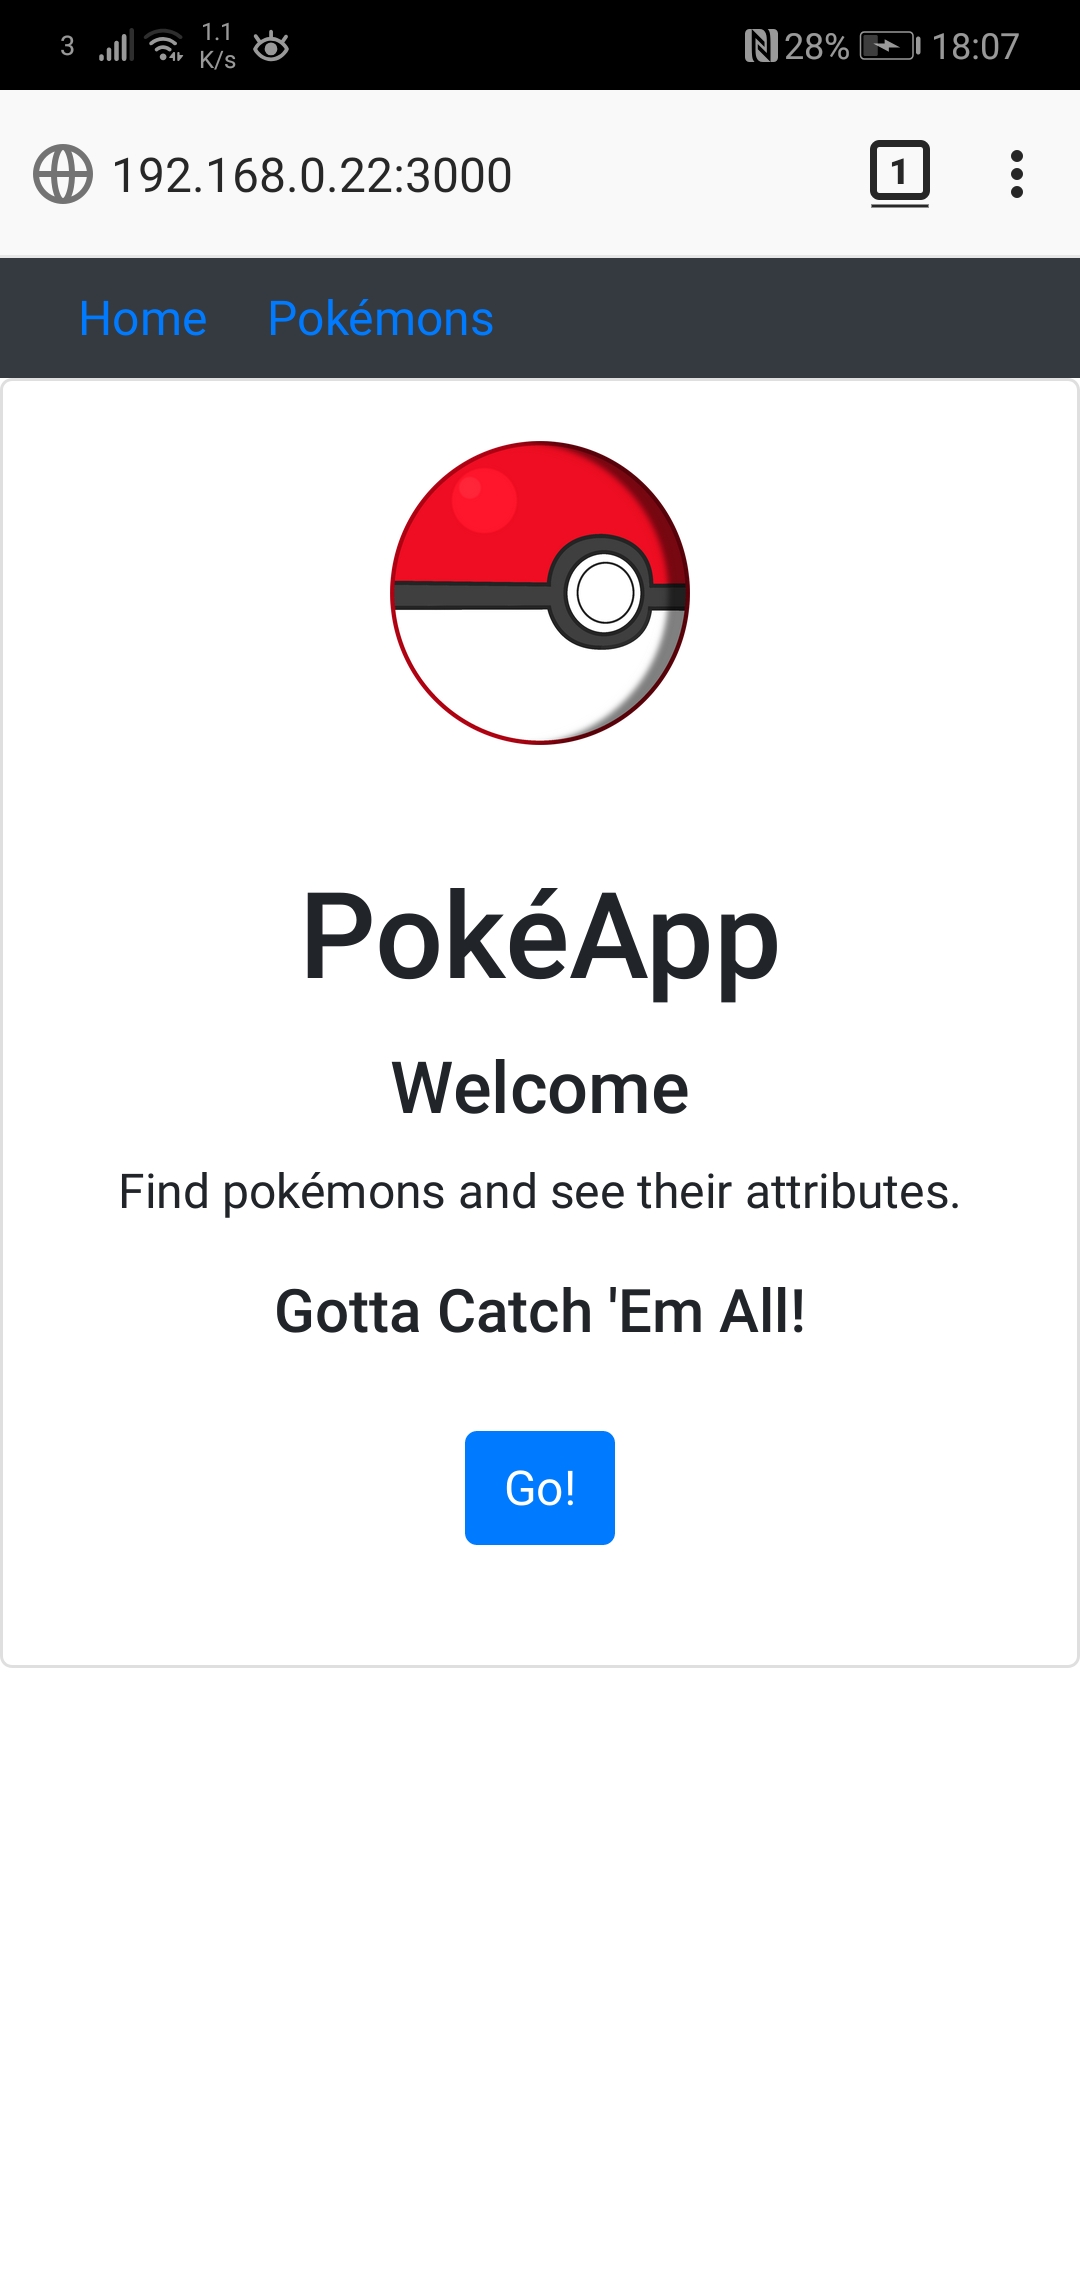 3 1.1 K/s 28% 18:07
192.168.0.22:3000 1
Home Pokémons
PokéApp
Welcome
Find pokémons and see their attributes.
Gotta Catch 'Em All!
Go!